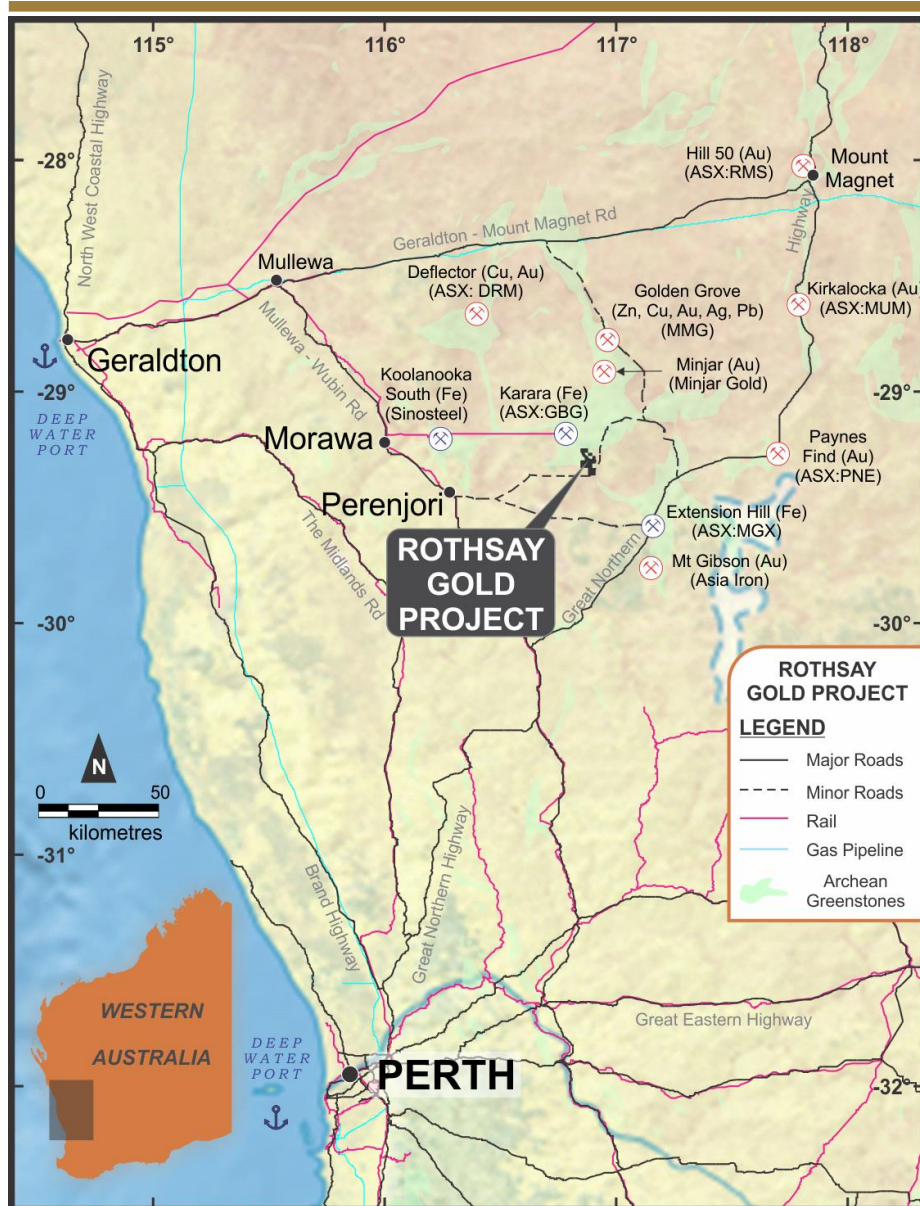 115°
116°
117°
118°
-28°
-29°
-30°
-31°
-30°
-32°
North West Coastal Highway
Hill 50 (Au)
(ASX:RMS)
Mount
Magnet
Highway
Geraldton - Mount Magnet Rd
Mullewa
Deflector (Cu, Au)
(ASX: DRM)
Golden Grove
(Zn, Cu, Au, Ag, Pb)
(MMG)
Kirkalocka (Au)
(ASX:MUM)
Geraldton
Mullewa - Wubin Rd
Minjar (Au)
(Minjar Gold)
DEEP
WATER
PORT
Koolanooka
South (Fe)
(Sinosteel)
Karara (Fe)
(ASX:GBG)
Morawa
Paynes
Find (Au)
(ASX:PNE)
Perenjori
Extension Hill (Fe)
(ASX:MGX)
The Midlands Rd
ROTHSAY
GOLD
PROJECT
Great Northern
Mt Gibson (Au)
(Asia Iron)
ROTHSAY
GOLD PROJECT
LEGEND
Major Roads
Minor Roads
Rail
Gas Pipeline
Archean
Greenstones
N
0 50
kilometres
Brand Highway
Great Northern Highway
WESTERN
AUSTRALIA
Great Eastern Highway
DEEP
WATER
PORT
PERTH